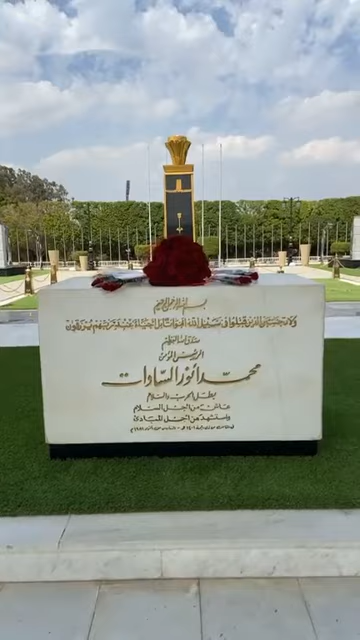 بسم الله الرحمن الرحيم
ولا تحسبن الذين قتلوا في سبيل الله أمواتا بل أحياء عند ربهم يرزقون
صدق الله العظيم
الرئيس المؤمن
محمد أنور السادات
بطل الحرب والسلام
عاش من أجل السلام
واستشهد من أجل المبادئ